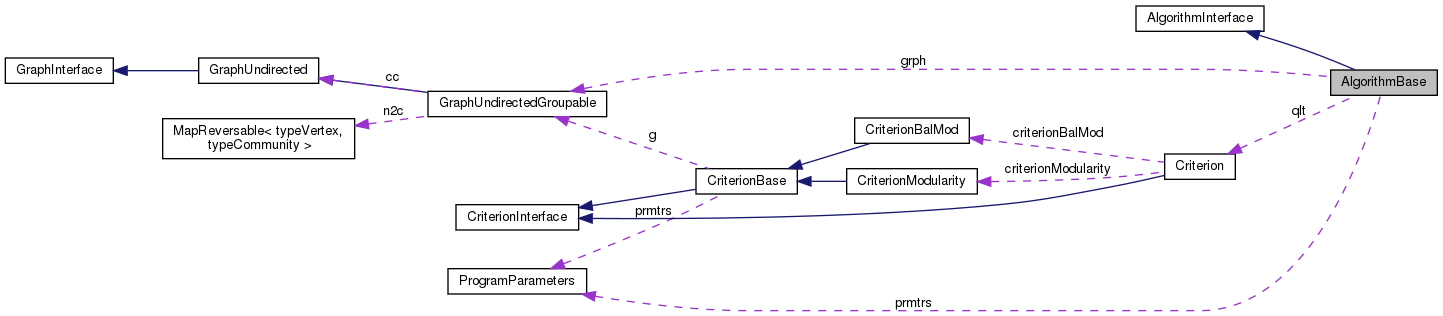 AlgorithmInterface
GraphInterface
GraphUndirected
cc
grph
AlgorithmBase
GraphUndirectedGroupable
n2c
qlt
MapReversable< typeVertex,
typeCommunity >
g
CriterionBalMod
criterionBalMod
Criterion
criterionModularity
CriterionBase
CriterionModularity
CriterionInterface
prmtrs
ProgramParameters
prmtrs